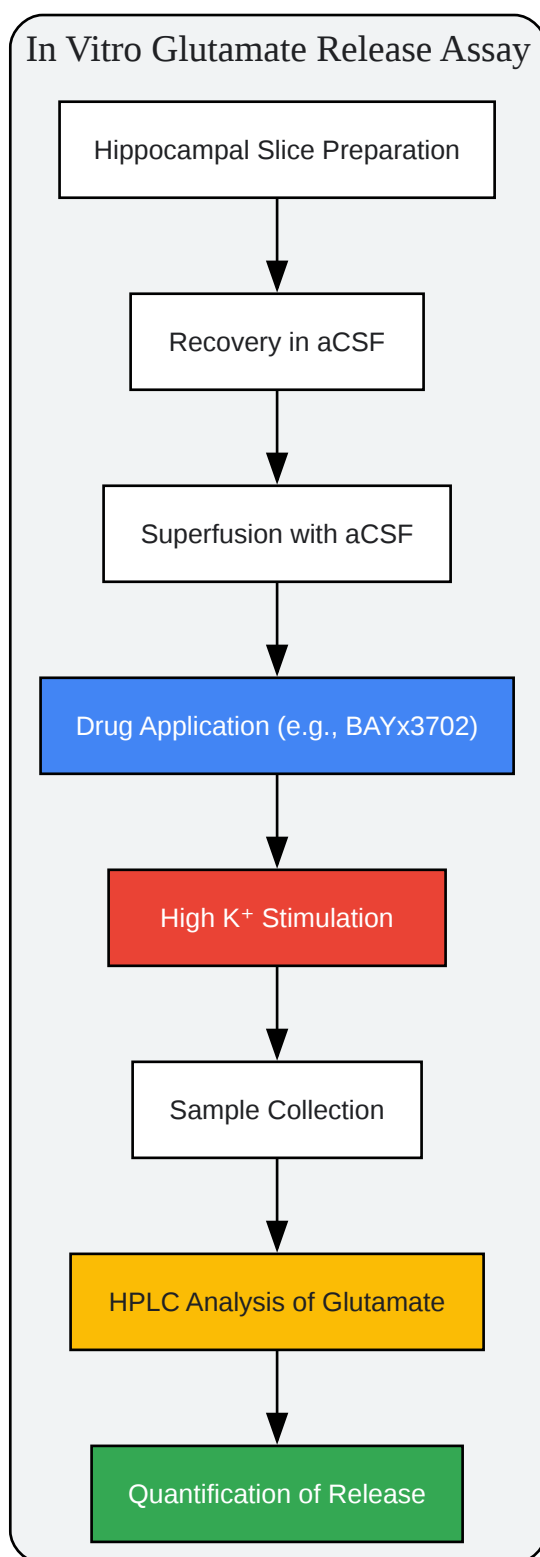 In Vitro Glutamate Release Assay
Hippocampal Slice Preparation
Recovery in aCSF
Superfusion with aCSF
Drug Application (e.g., BAYx3702)
High K⁺ Stimulation
Sample Collection
HPLC Analysis of Glutamate
Quantification of Release